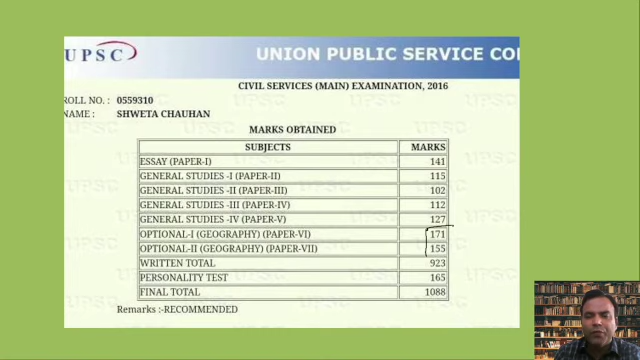 UPSC
UNION PUBLIC SERVICE CO
CIVIL SERVICES (MAIN) EXAMINATION, 2016
ROLL NO. : 0559310
NAME : SHWETA CHAUHAN
MARKS OBTAINED
SUBJECTS MARKS
ESSAY (PAPER-I) 141
GENERAL STUDIES -I (PAPER-II) 115
GENERAL STUDIES -II (PAPER-III) 102
GENERAL STUDIES -III (PAPER-IV) 112
GENERAL STUDIES -IV (PAPER-V) 127
OPTIONAL-I (GEOGRAPHY) (PAPER-VI) 171
OPTIONAL-II (GEOGRAPHY) (PAPER-VII) 155
WRITTEN TOTAL 923
PERSONALITY TEST 165
FINAL TOTAL 1088
Remarks :-RECOMMENDED